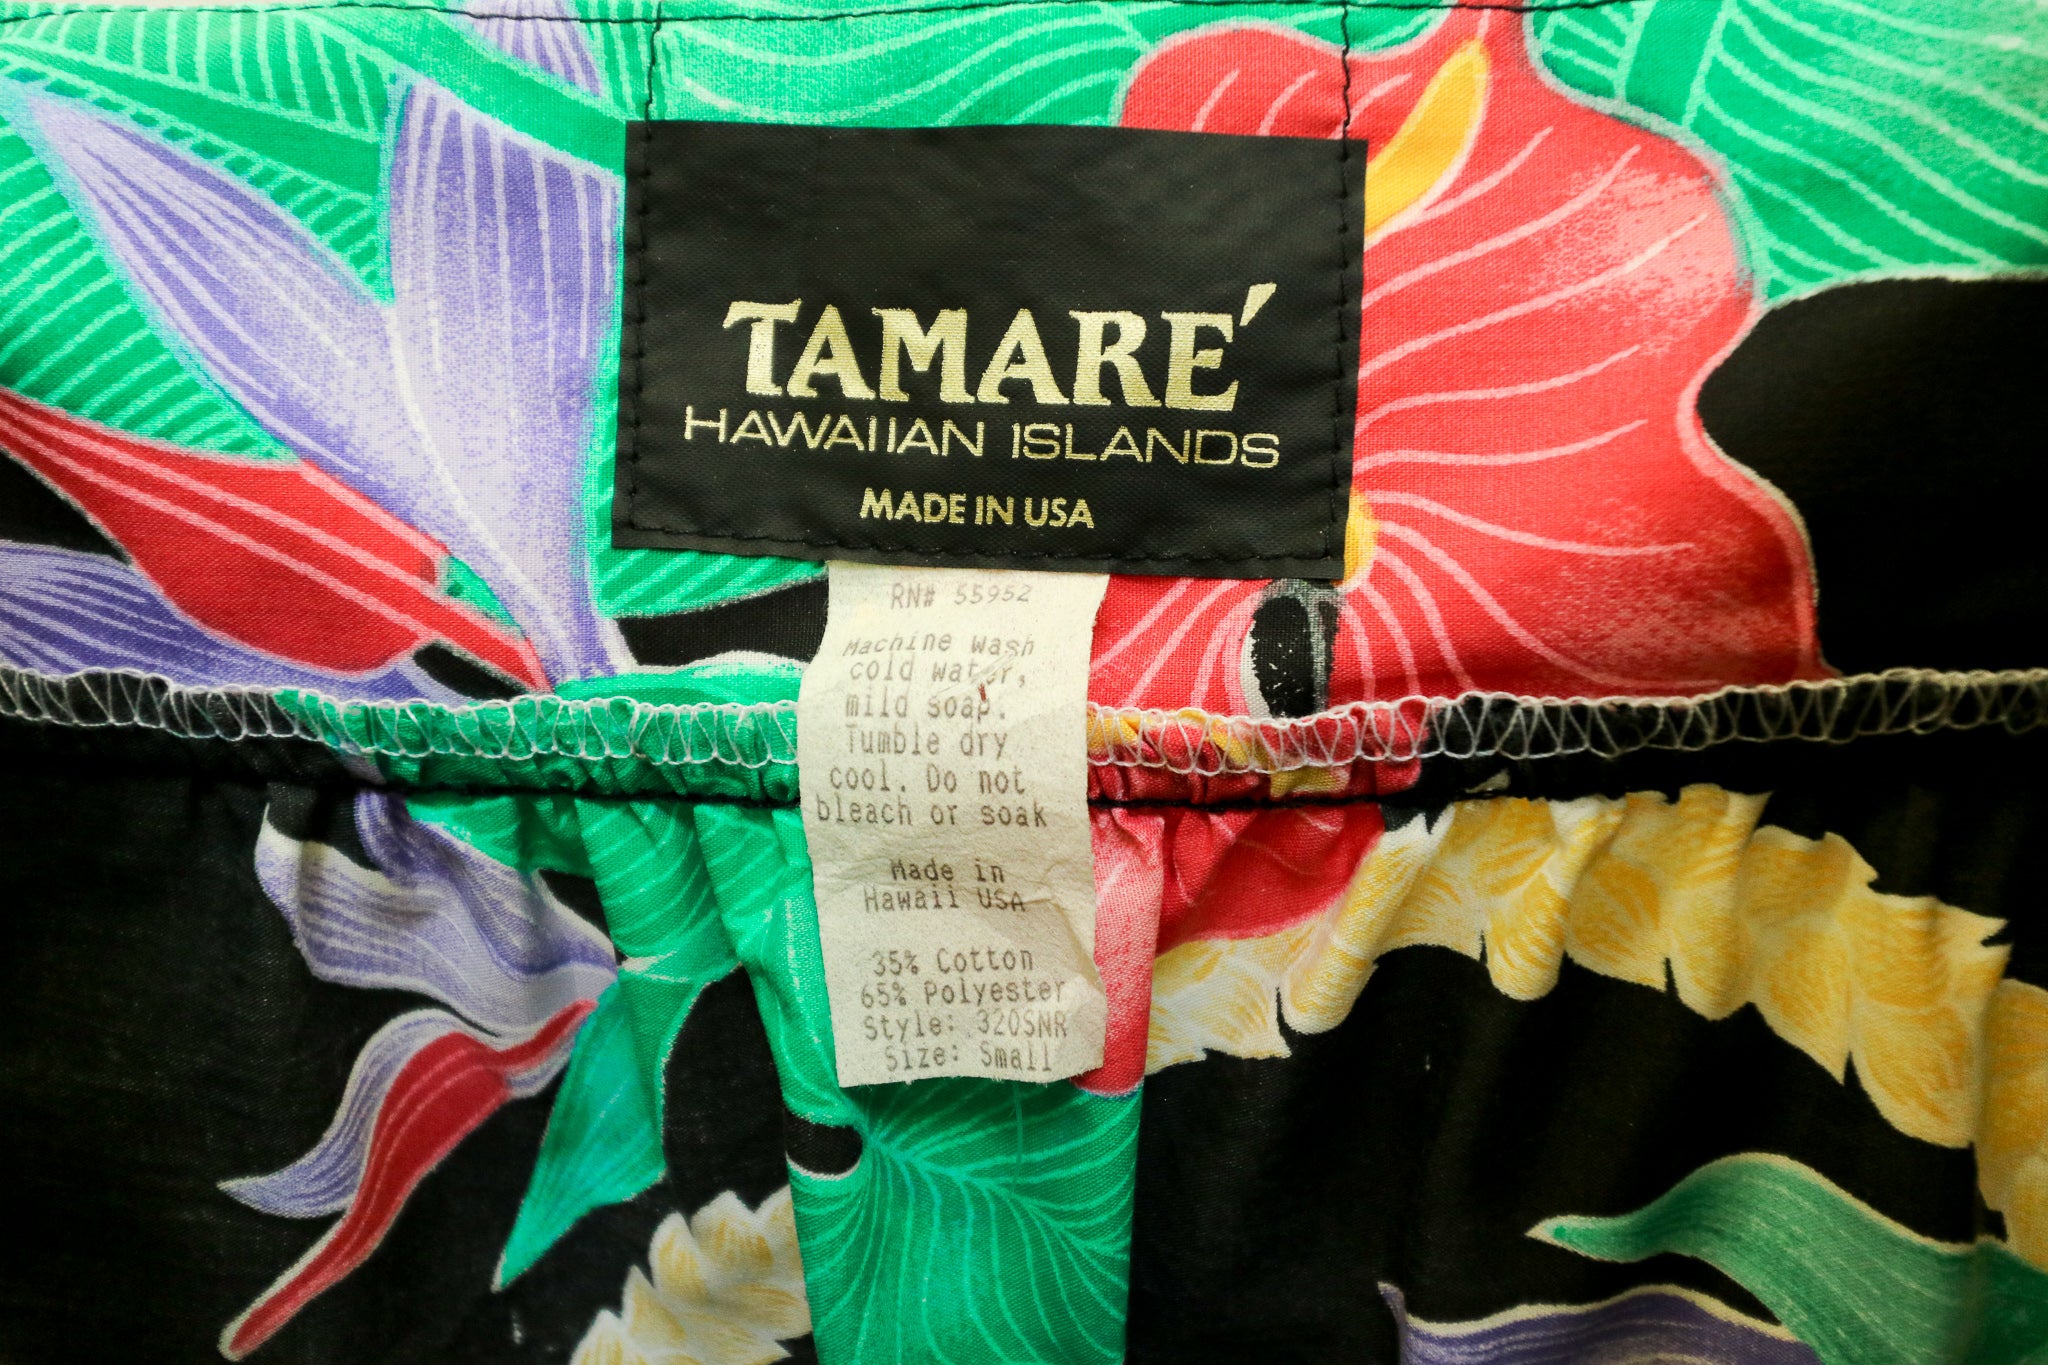 TAMARE´
HAWAIIAN ISLANDS
MADE IN USA
RN# 55952
Machine wash
cold water,
mild soap.
Tumble dry
cool. Do not
bleach or soak
Made in
Hawaii USA
35% Cotton
65% Polyester
Style: 320SNR
Size: Small